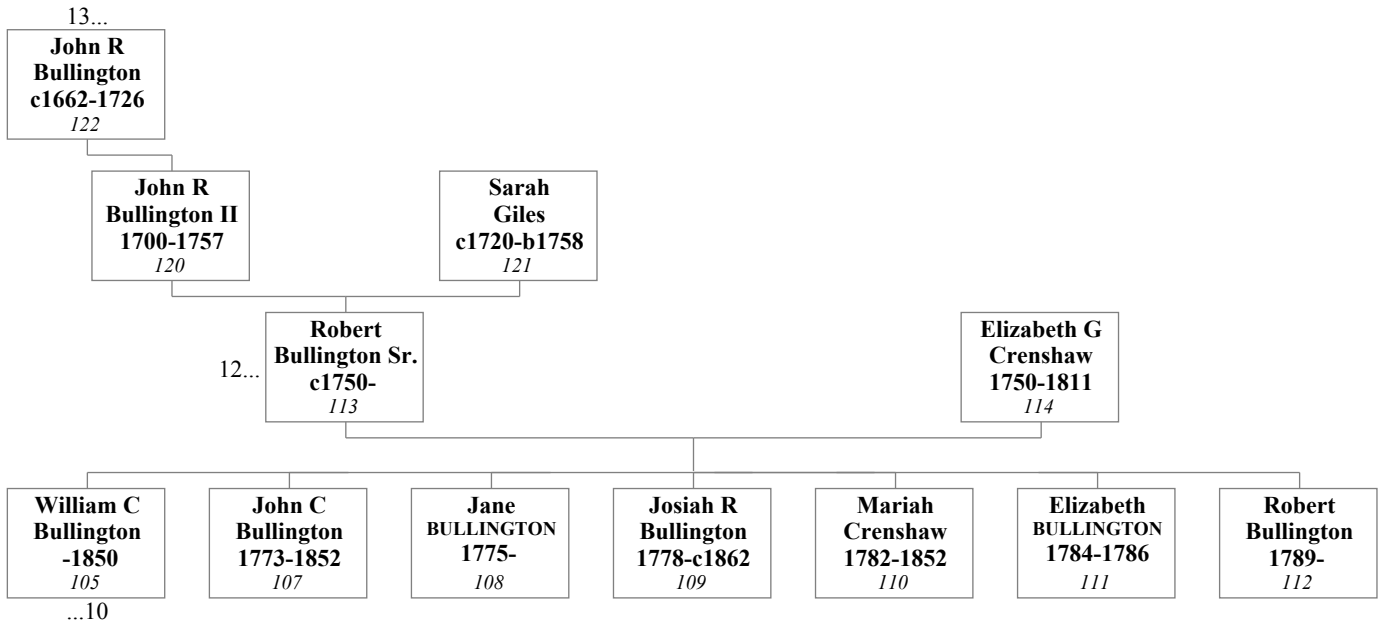 13...
John R
Bullington
c1662-1726
122
John R
Bullington II
1700-1757
120
Sarah
Giles
c1720-b1758
121
12...
Robert
Bullington Sr.
c1750-
113
Elizabeth G
Crenshaw
1750-1811
114
William C
Bullington
-1850
105
John C
Bullington
1773-1852
107
Jane
BULLINGTON
1775-
108
Josiah R
Bullington
1778-c1862
109
Mariah
Crenshaw
1782-1852
110
Elizabeth
BULLINGTON
1784-1786
111
Robert
Bullington
1789-
112
...10